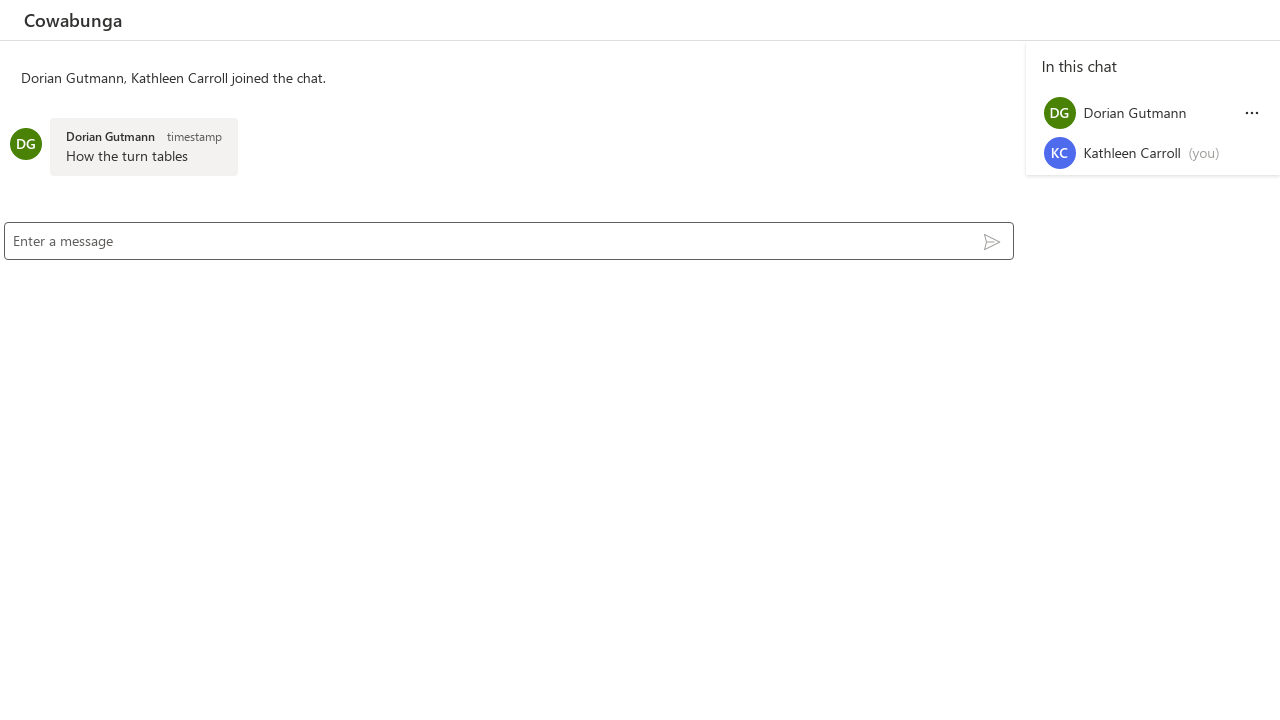 Cowabunga
Dorian Gutmann, Kathleen Carroll joined the chat.
DG
Dorian Gutmann timestamp
How the turn tables
Enter a message
In this chat
DG Dorian Gutmann
KC Kathleen Carroll (you)